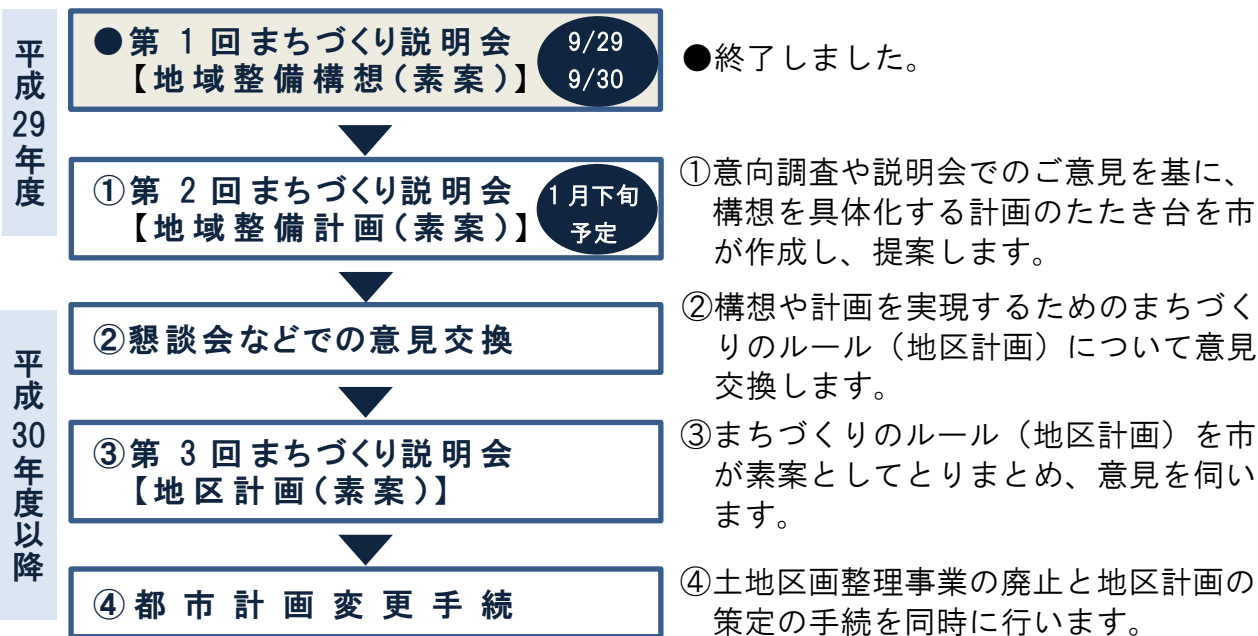 平成29年度
●第 1 回 まちづくり説明会
【地域整備構想(素案)】
9/29
9/30
●終了しました。
①第 2 回 まちづくり説明会
【地域整備計画(素案)】
1月下旬
予定
①意向調査や説明会でのご意見を基に、
構想を具体化する計画のたたき台を市
が作成し、提案します。
平成30年度以降
②懇談会などでの意見交換
②構想や計画を実現するためのまちづく
りのルール(地区計画)について意見
交換します。
③第 3 回 まちづくり説明会
【地区計画(素案)】
③まちづくりのルール(地区計画)を市
が素案としてとりまとめ、意見を伺い
ます。
④都市計画変更手続
④土地区画整理事業の廃止と地区計画の
策定の手続を同時に行います。